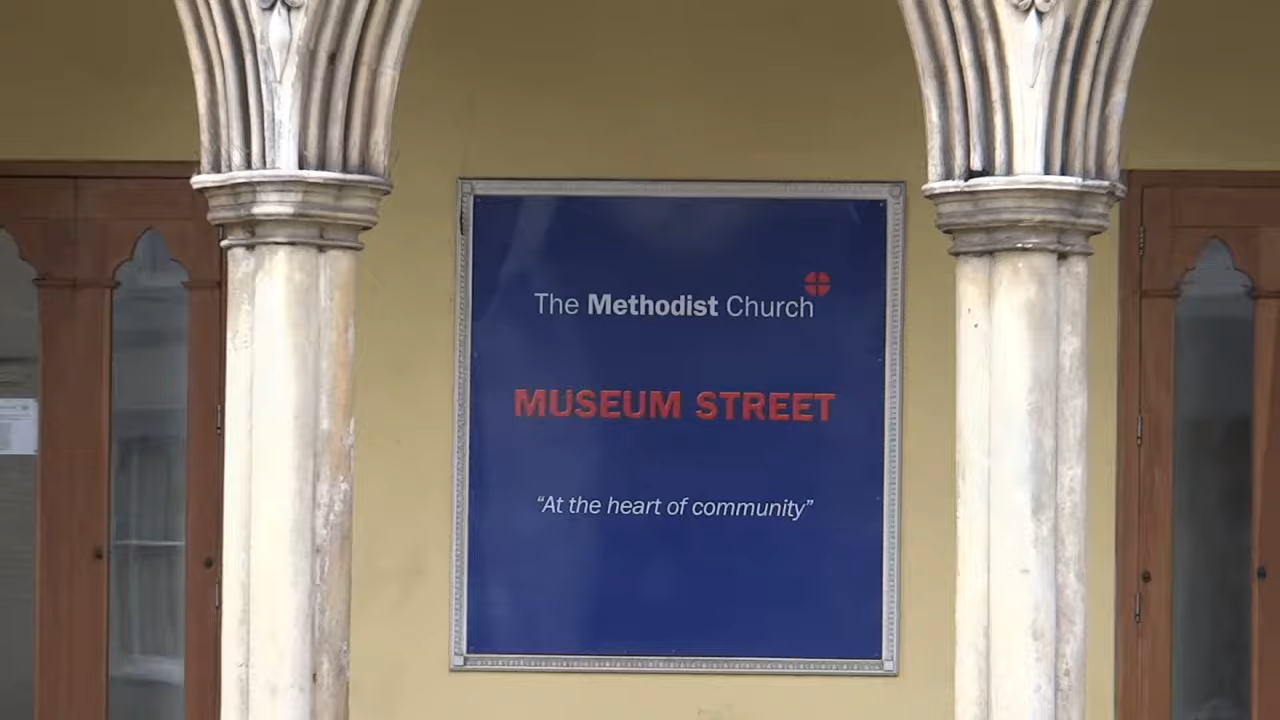 The Methodist Church
MUSEUM STREET
“At the heart of community”